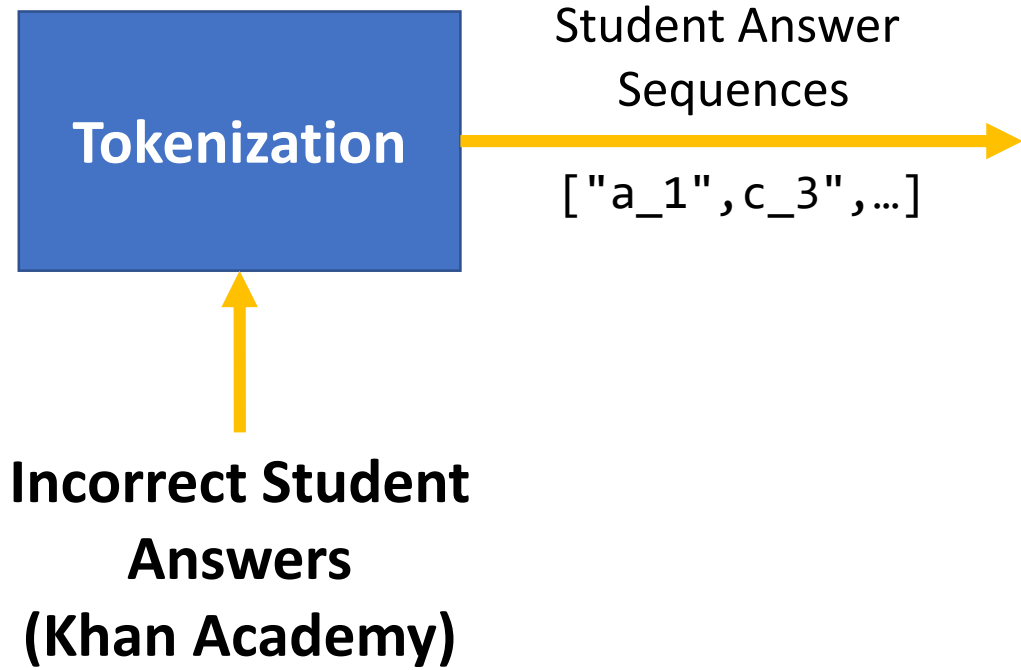 Student Answer
Sequences
Tokenization
["a_1",c_3",…]
Incorrect Student
Answers
(Khan Academy)